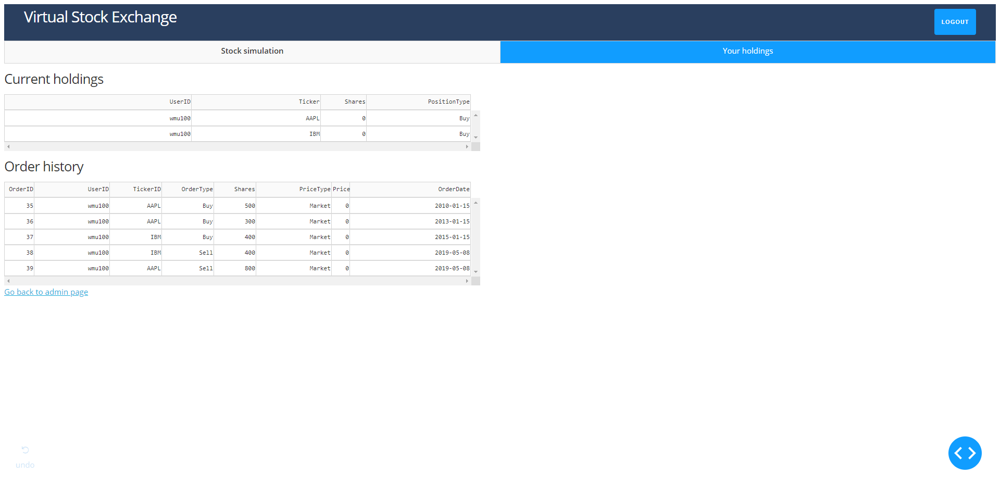 Virtual Stock Exchange
LOGOUT
Stock simulation
Your holdings
Current holdings
UserID Ticker Shares PositionType
wmu100 AAPL 0 Buy
wmu100 IBM 0 Buy
Order history
OrderID UserID TickerID OrderType Shares PriceType Price OrderDate
35 wmu100 AAPL Buy 500 Market 0 2010-01-15
36 wmu100 AAPL Buy 300 Market 0 2013-01-15
37 wmu100 IBM Buy 400 Market 0 2015-01-15
38 wmu100 IBM Sell 400 Market 0 2019-05-08
39 wmu100 AAPL Sell 800 Market 0 2019-05-08
Go back to admin page
undo